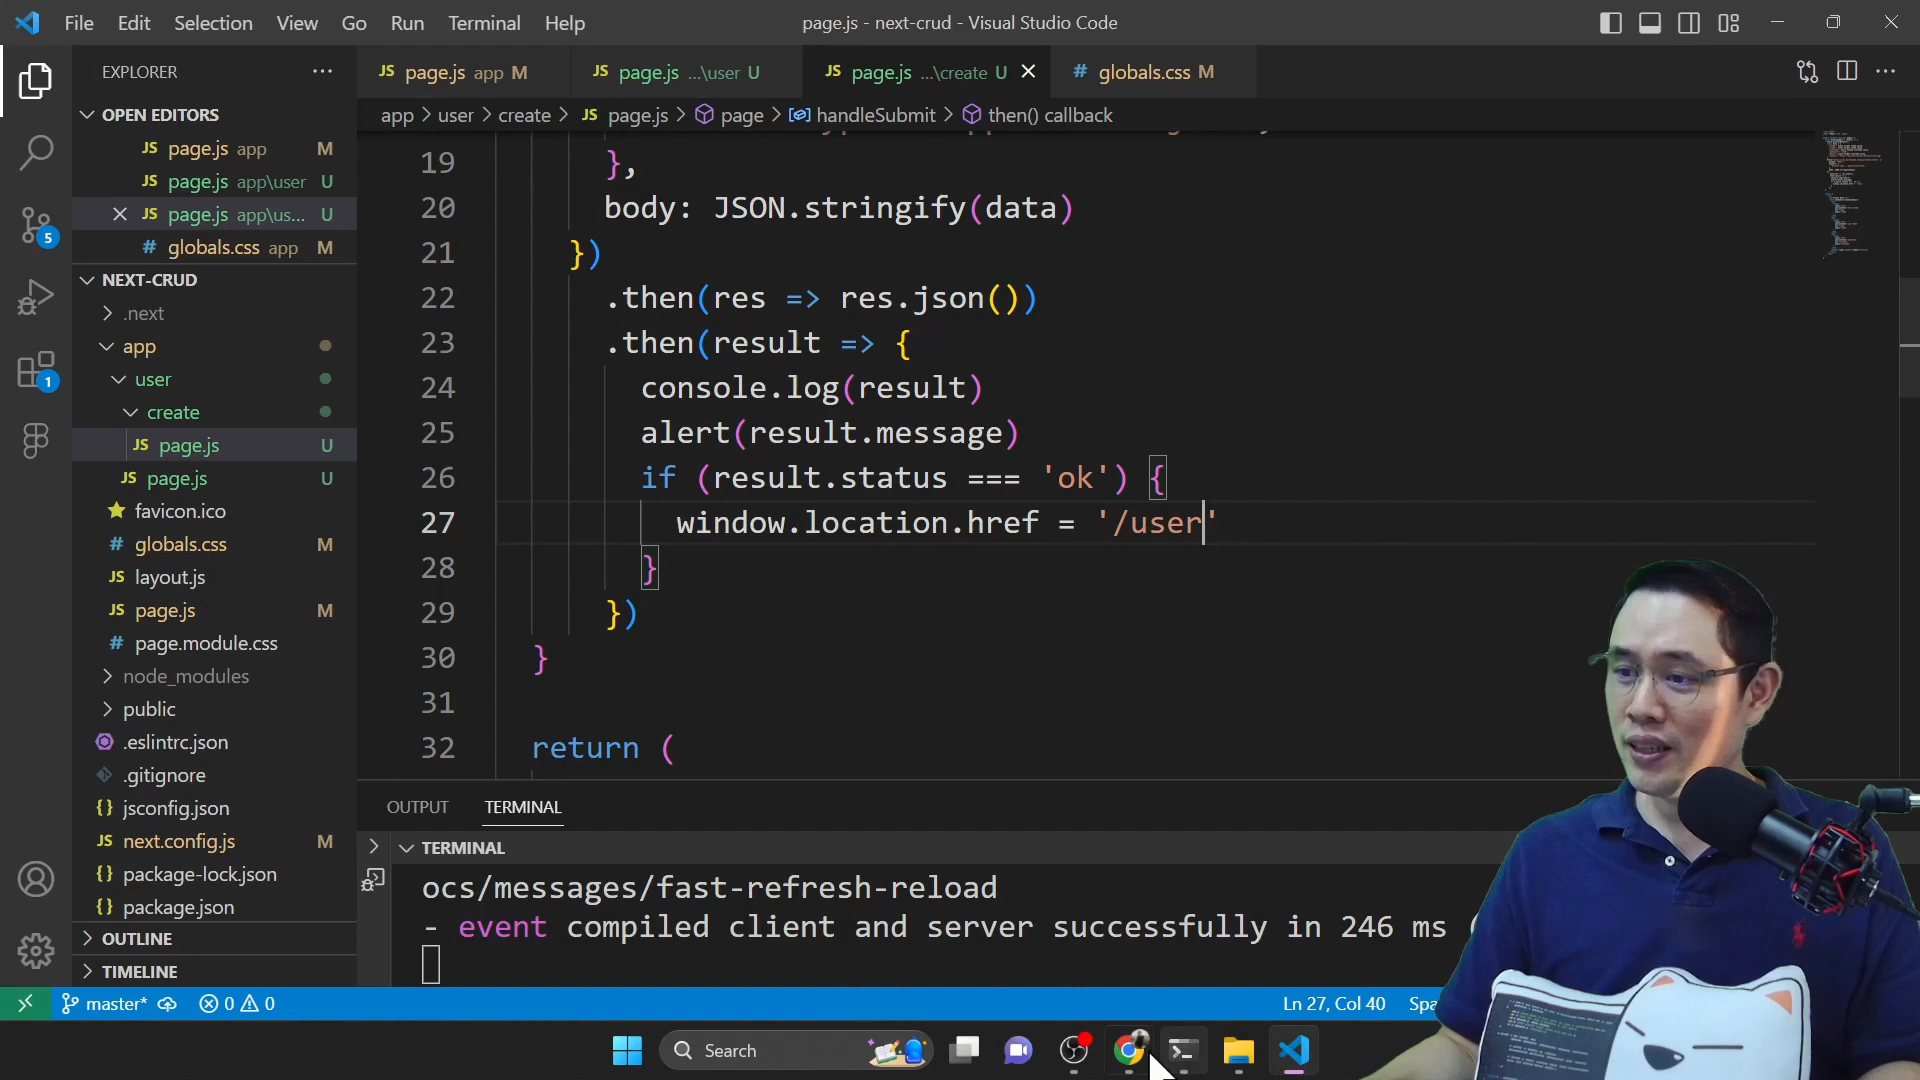 File Edit Selection View Go Run Terminal Help
page.js - next-crud - Visual Studio Code
EXPLORER
OPEN EDITORS
JS page.js app M
JS page.js app\user U
JS page.js app\us... U
# globals.css app M
NEXT-CRUD
.next
app
user
create
JS page.js U
JS page.js U
favicon.ico
# globals.css M
JS layout.js
JS page.js M
# page.module.css
node_modules
public
.eslintrc.json
.gitignore
{} jsconfig.json
JS next.config.js M
{} package-lock.json
{} package.json
OUTLINE
TIMELINE
5
1
JS page.js app M
JS page.js ...\user U
JS page.js ...\create U
# globals.css M
app > user > create > JS page.js > page > handleSubmit > then() callback
19 },
20 body: JSON.stringify(data)
21 })
22 .then(res => res.json())
23 .then(result => {
24 console.log(result)
25 alert(result.message)
26 if (result.status === 'ok') {
27 window.location.href = '/user'
28 }
29 })
30 }
31
32 return (
OUTPUT TERMINAL
TERMINAL
ocs/messages/fast-refresh-reload
- event compiled client and server successfully in 246 ms
master* 0 0
Ln 27, Col 40 Spa
Search